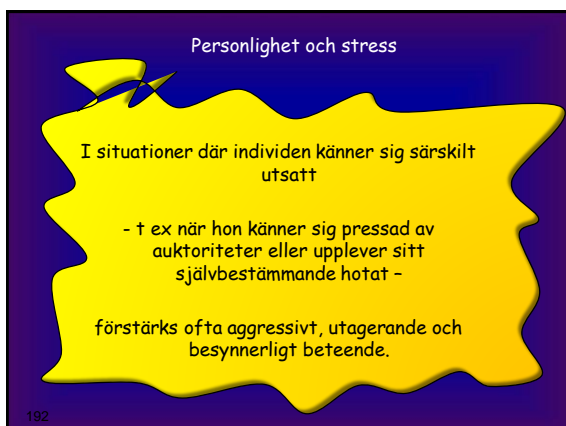 Personlighet och stress
I situationer där individen känner sig särskilt
utsatt
- t ex när hon känner sig pressad av
auktoriteter eller upplever sitt
självbestämmande hotat –
förstärks ofta aggressivt, utagerande och
besynnerligt beteende.
192